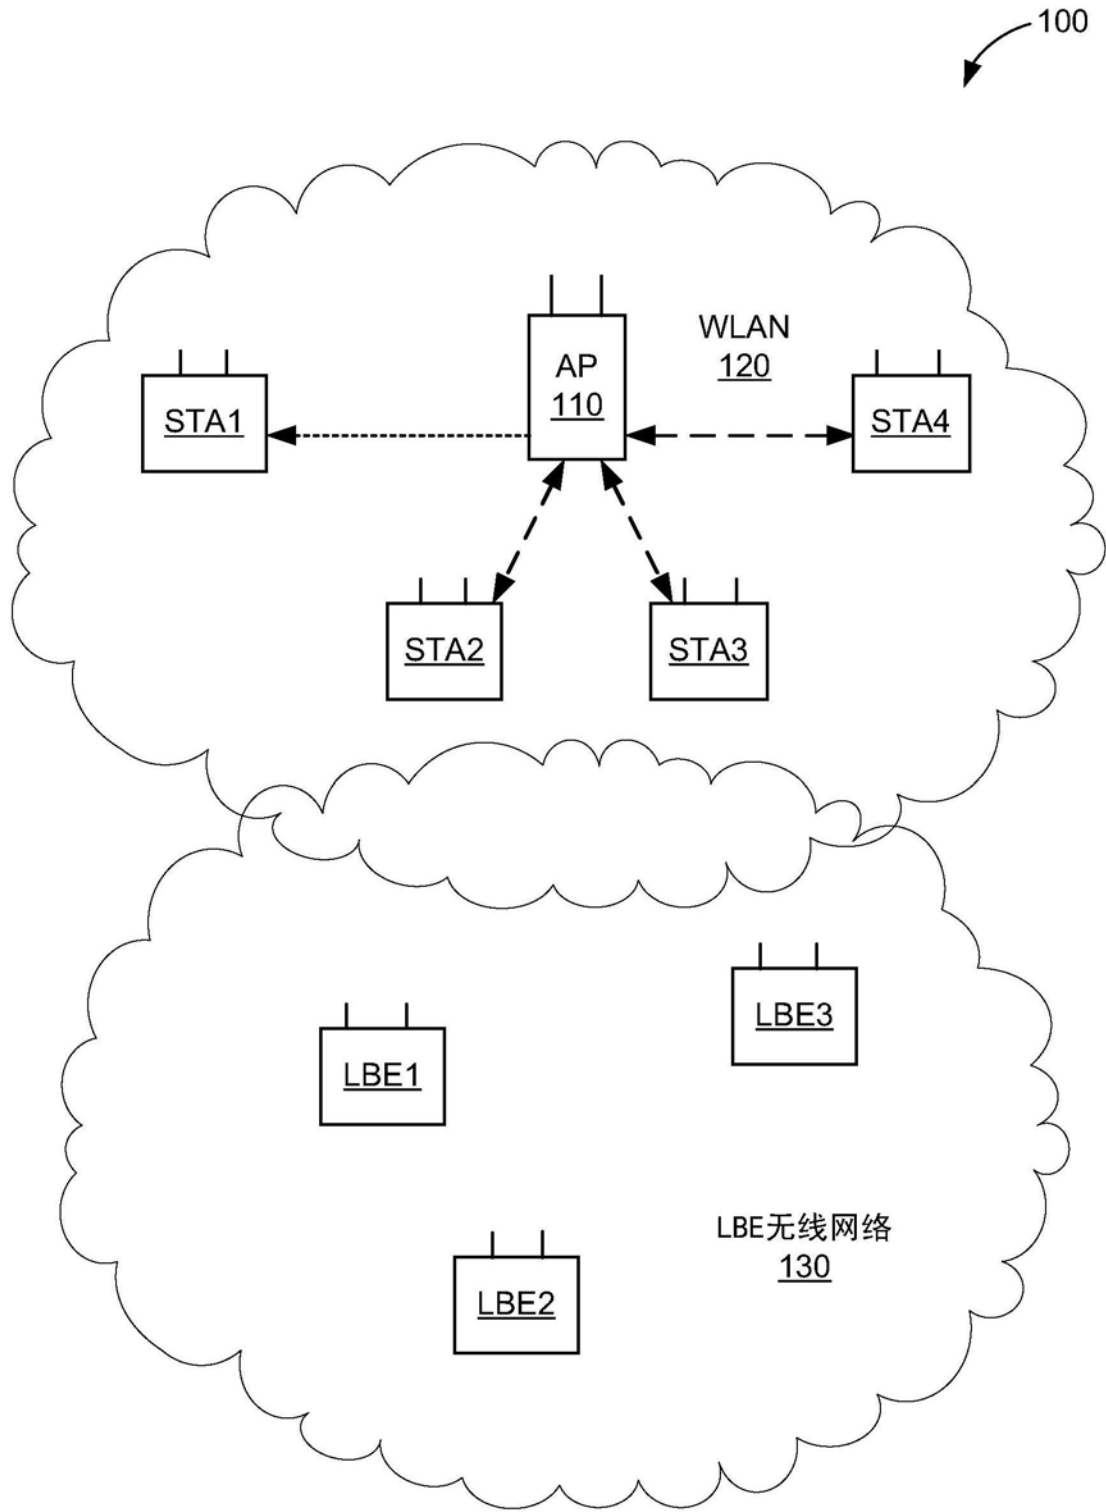 100
WLAN
120
AP
110
STA1
STA4
STA2
STA3
LBE3
LBE1
LBE无线网络
130
LBE2